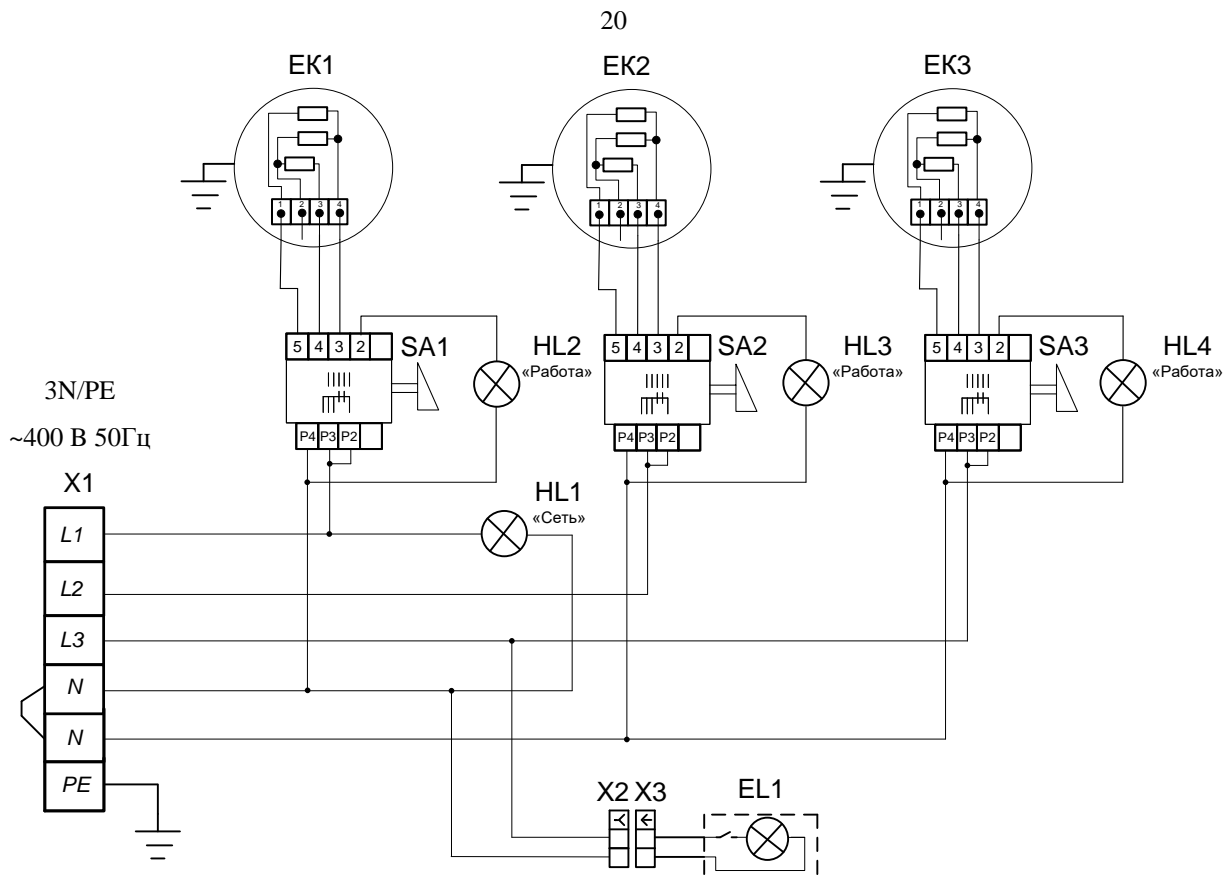 20
EK1 EK2 EK3
1 2 3 4 1 2 3 4 1 2 3 4
5 4 3 2 SA1 HL2 «Работа» 5 4 3 2 SA2 HL3 «Работа» 5 4 3 2 SA3 HL4 «Работа»
P4 P3 P2 P4 P3 P2 P4 P3 P2
3N/PE
~400 В 50Гц
X1
L1
HL1
«Сеть»
L2
L3
N
N
PE
X2 X3 EL1